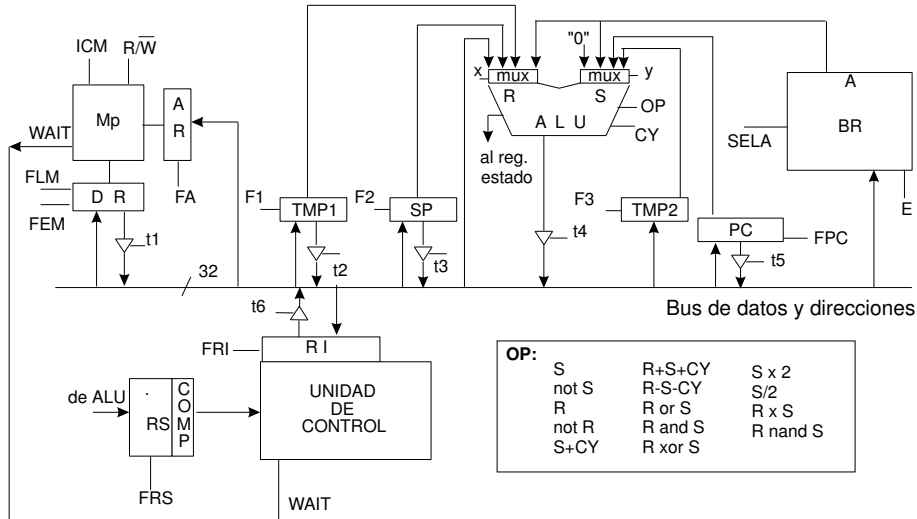 ICM
R/W
"0"
A
Mp
A
R
x
mux
mux
y
R
S
A L U
OP
CY
BR
WAIT
al reg.
estado
SELA
FLM
D R
FEM
FA
F1
TMP1
F2
SP
F3
TMP2
E
PC
FPC
t1
t2
t3
t4
t5
32
Bus de datos y direcciones
t6
FRI
R I
UNIDAD
DE
CONTROL
de ALU
RS
C
O
M
P
FRS
WAIT
OP:
S
not S
R
not R
S+CY
R+S+CY
R-S-CY
R or S
R and S
R xor S
S x 2
S/2
R x S
R nand S